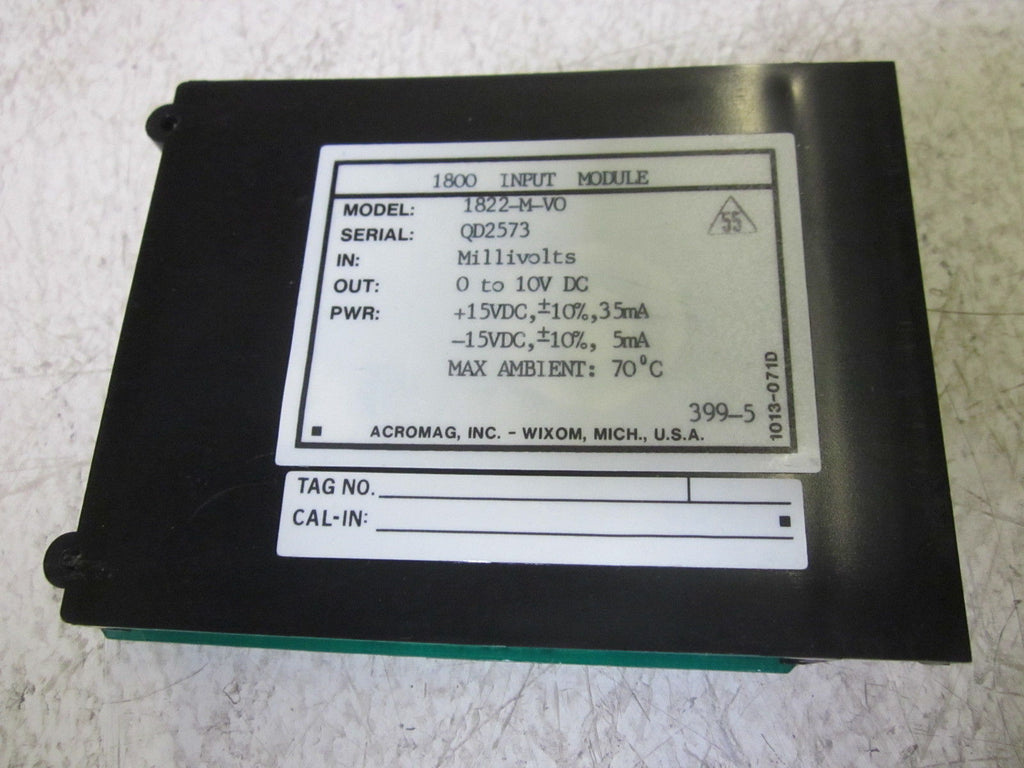 1800 INPUT MODULE
MODEL: 1822-M-VO
55
SERIAL: QD2573
IN: Millivolts
OUT: 0 to 10V DC
PWR: +15VDC,±10%,35mA
-15VDC,±10%, 5mA
MAX AMBIENT: 70°C
399-5
1013-071D
ACROMAG, INC. - WIXOM, MICH., U.S.A.
TAG NO.
CAL-IN: